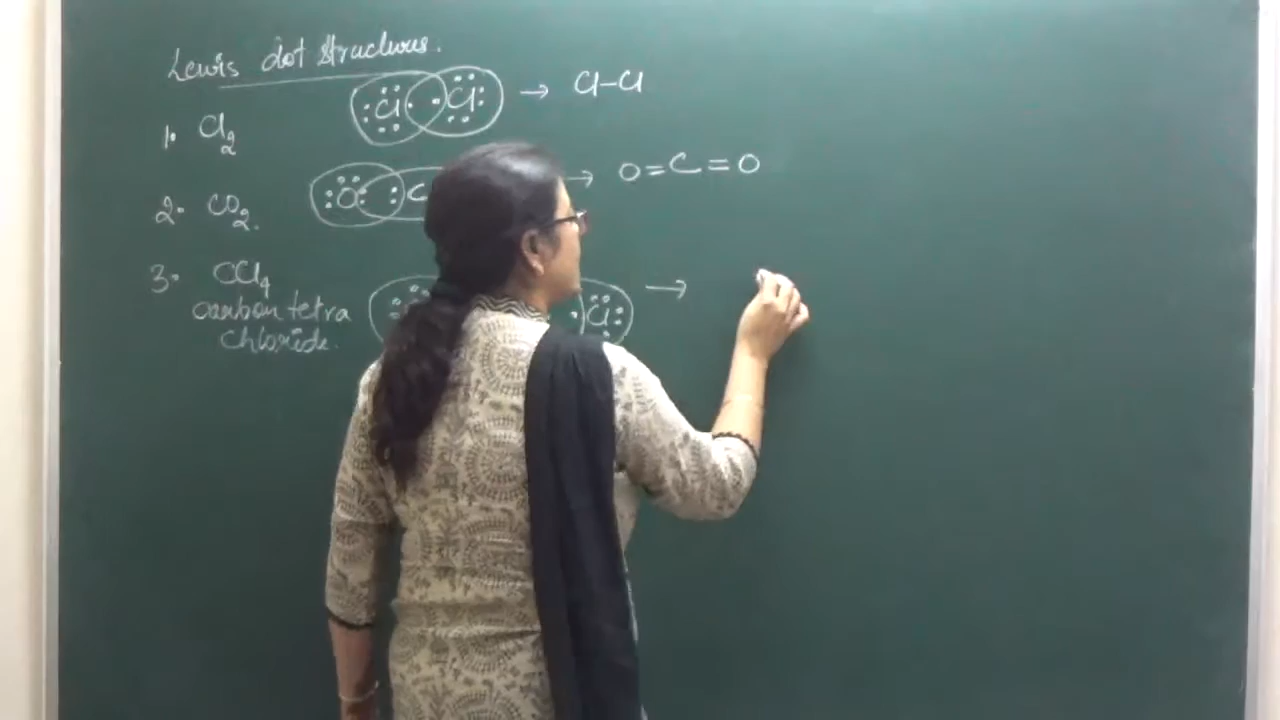 Lewis dot structures.
1. Cl2 Cl Cl → Cl-Cl
2. CO2. O C → O=C=O
3. CCl4 Cl →
carbon tetra
chloride.